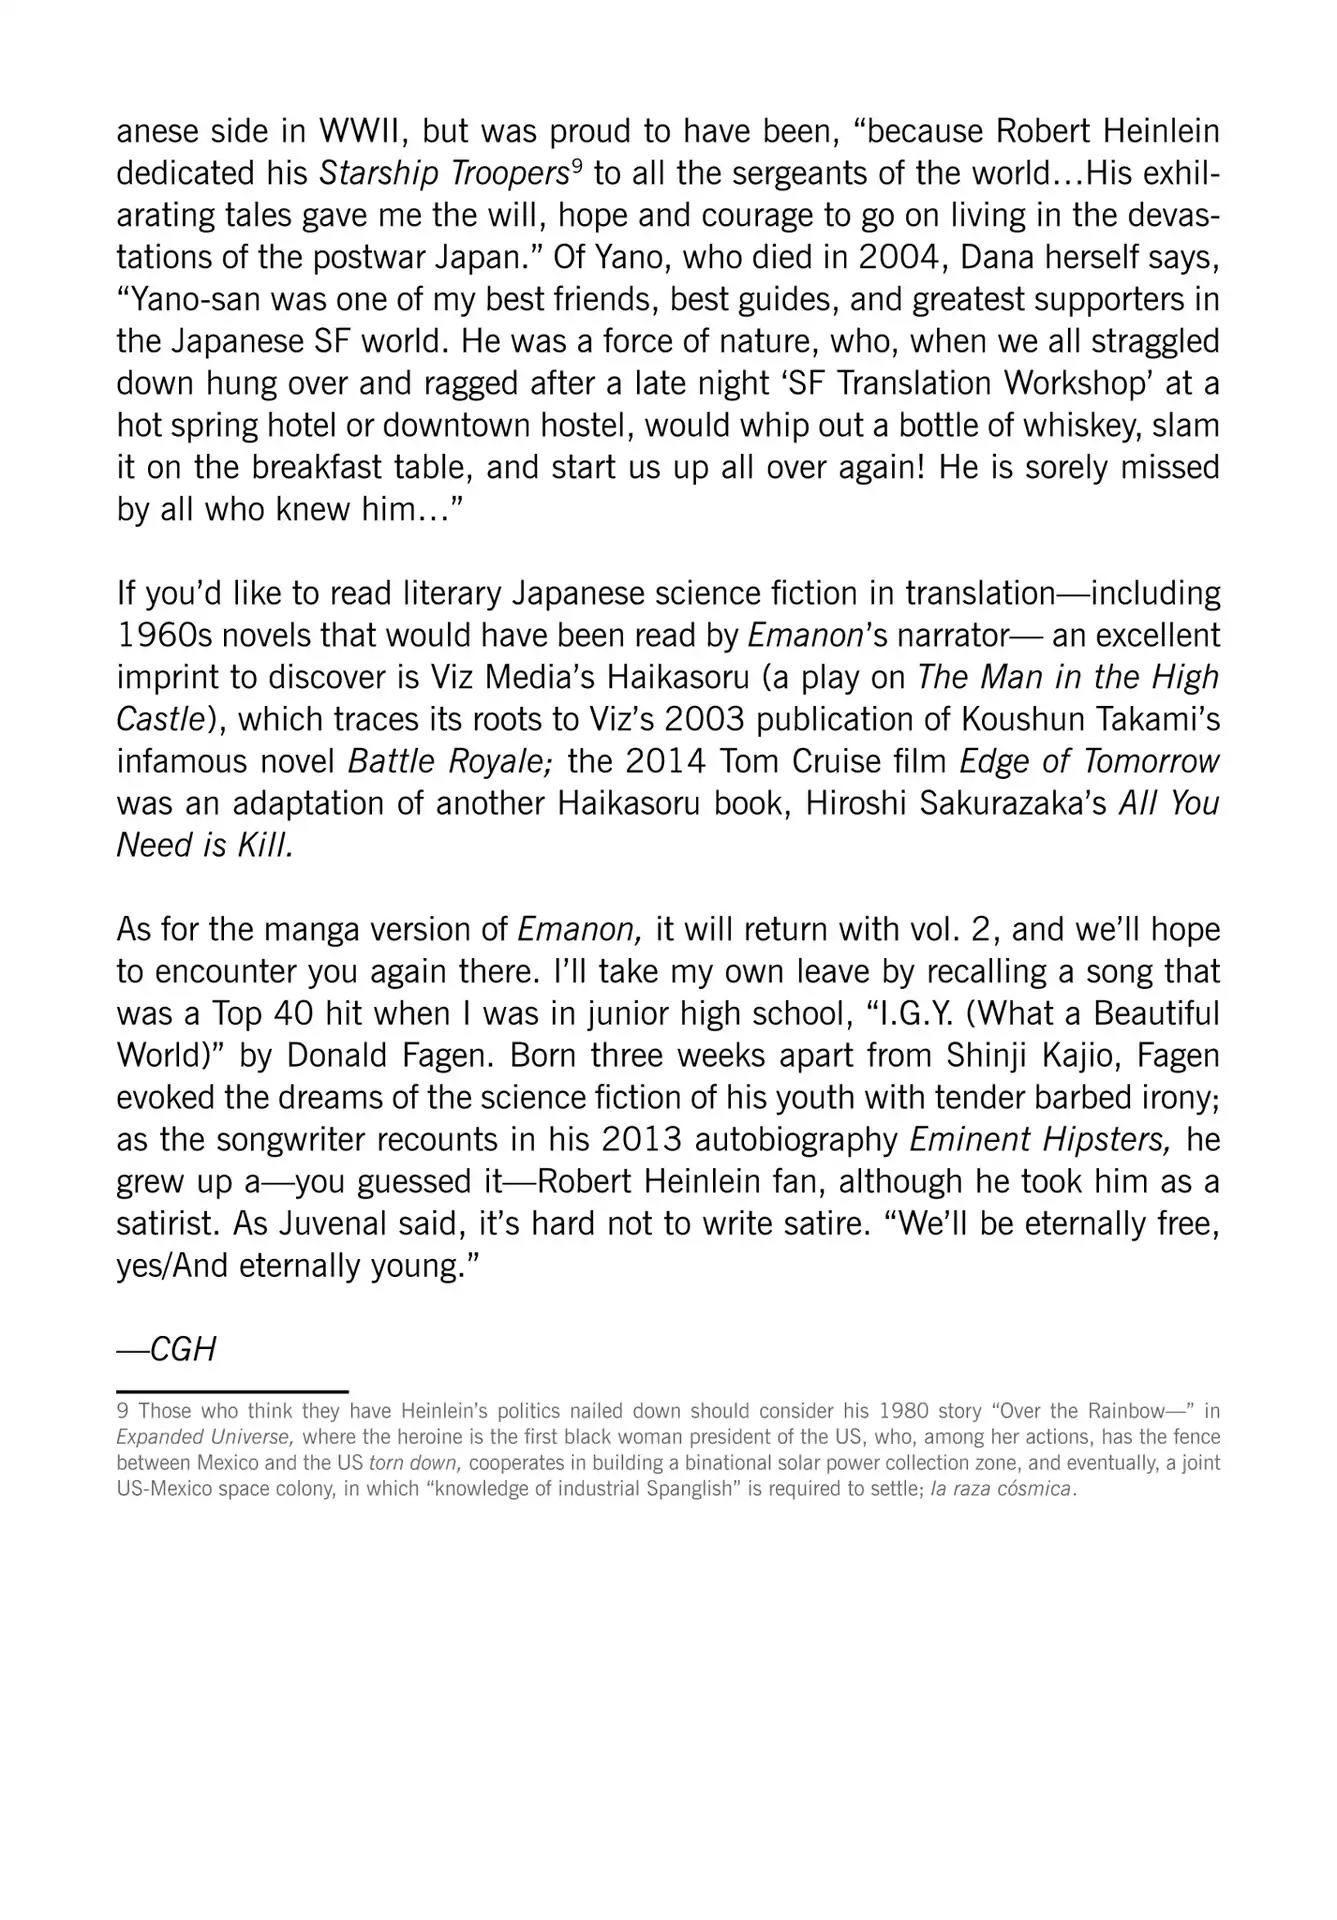 anese side in WWII, but was proud to have been, “because Robert Heinlein
dedicated his Starship Troopers⁹ to all the sergeants of the world…His exhil-
arating tales gave me the will, hope and courage to go on living in the devas-
tations of the postwar Japan.” Of Yano, who died in 2004, Dana herself says,
“Yano-san was one of my best friends, best guides, and greatest supporters in
the Japanese SF world. He was a force of nature, who, when we all straggled
down hung over and ragged after a late night ‘SF Translation Workshop’ at a
hot spring hotel or downtown hostel, would whip out a bottle of whiskey, slam
it on the breakfast table, and start us up all over again! He is sorely missed
by all who knew him…”
If you’d like to read literary Japanese science fiction in translation—including
1960s novels that would have been read by Emanon’s narrator— an excellent
imprint to discover is Viz Media’s Haikasoru (a play on The Man in the High
Castle), which traces its roots to Viz’s 2003 publication of Koushun Takami’s
infamous novel Battle Royale; the 2014 Tom Cruise film Edge of Tomorrow
was an adaptation of another Haikasoru book, Hiroshi Sakurazaka’s All You
Need is Kill.
As for the manga version of Emanon, it will return with vol. 2, and we’ll hope
to encounter you again there. I’ll take my own leave by recalling a song that
was a Top 40 hit when I was in junior high school, “I.G.Y. (What a Beautiful
World)” by Donald Fagen. Born three weeks apart from Shinji Kajio, Fagen
evoked the dreams of the science fiction of his youth with tender barbed irony;
as the songwriter recounts in his 2013 autobiography Eminent Hipsters, he
grew up a—you guessed it—Robert Heinlein fan, although he took him as a
satirist. As Juvenal said, it’s hard not to write satire. “We’ll be eternally free,
yes/And eternally young.”
—CGH
9 Those who think they have Heinlein’s politics nailed down should consider his 1980 story “Over the Rainbow—” in
Expanded Universe, where the heroine is the first black woman president of the US, who, among her actions, has the fence
between Mexico and the US torn down, cooperates in building a binational solar power collection zone, and eventually, a joint
US-Mexico space colony, in which “knowledge of industrial Spanglish” is required to settle; la raza cósmica.